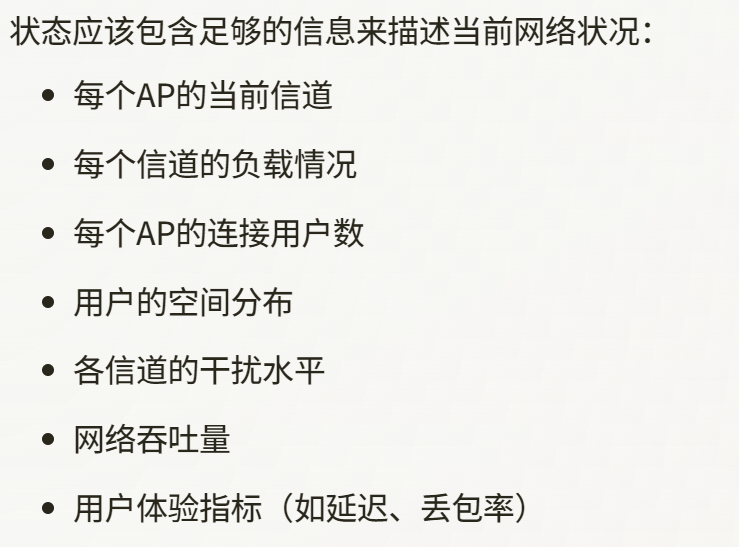 状态应该包含足够的信息来描述当前网络状况：
• 每个AP的当前信道
• 每个信道的负载情况
• 每个AP的连接用户数
• 用户的空间分布
• 各信道的干扰水平
• 网络吞吐量
• 用户体验指标（如延迟、丢包率）